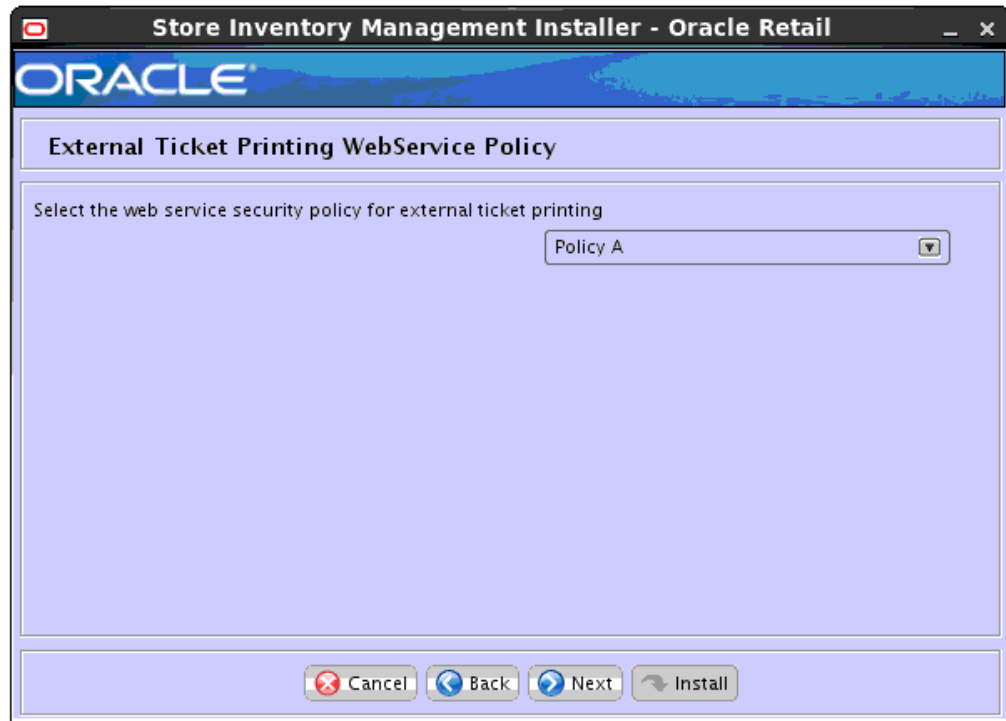 Store Inventory Management Installer - Oracle Retail
ORACLE
External Ticket Printing WebService Policy
Select the web service security policy for external ticket printing
Policy A
Cancel Back Next Install